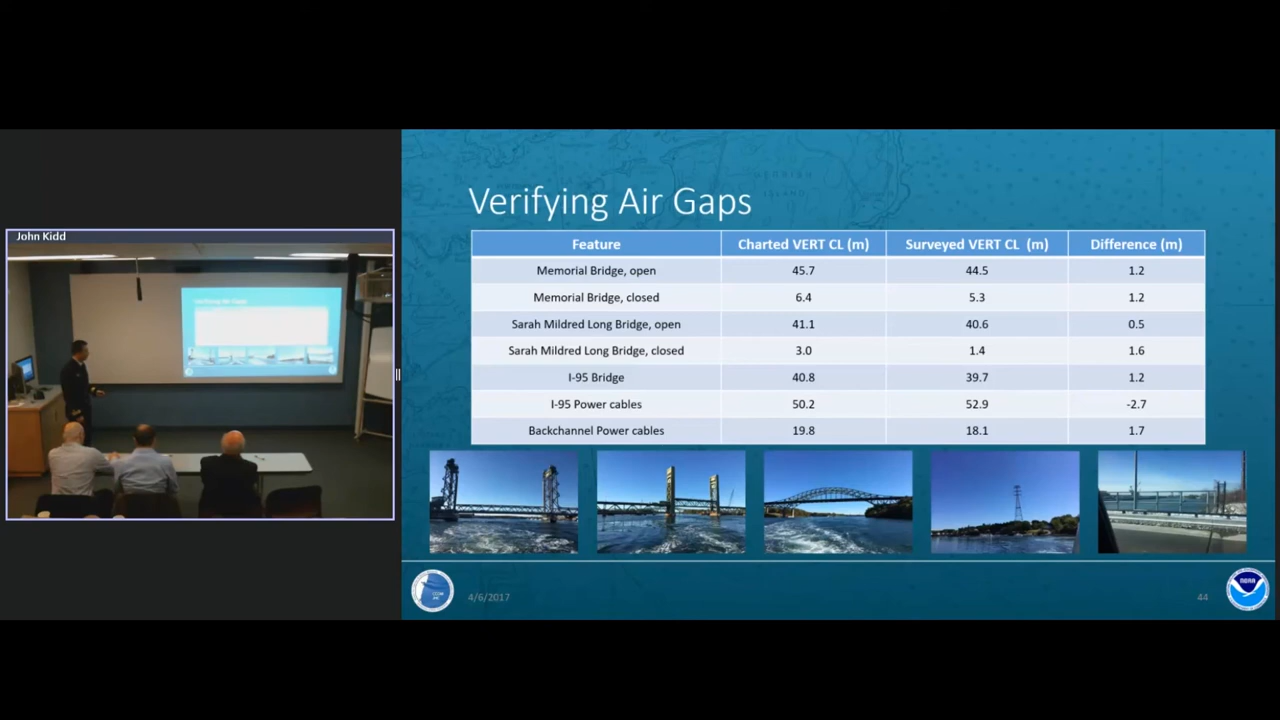 John Kidd
Verifying Air Gaps
Feature Charted VERT CL (m) Surveyed VERT CL (m) Difference (m)
Memorial Bridge, open 45.7 44.5 1.2
Memorial Bridge, closed 6.4 5.3 1.2
Sarah Mildred Long Bridge, open 41.1 40.6 0.5
Sarah Mildred Long Bridge, closed 3.0 1.4 1.6
I-95 Bridge 40.8 39.7 1.2
I-95 Power cables 50.2 52.9 -2.7
Backchannel Power cables 19.8 18.1 1.7
4/6/2017
44
NOAA